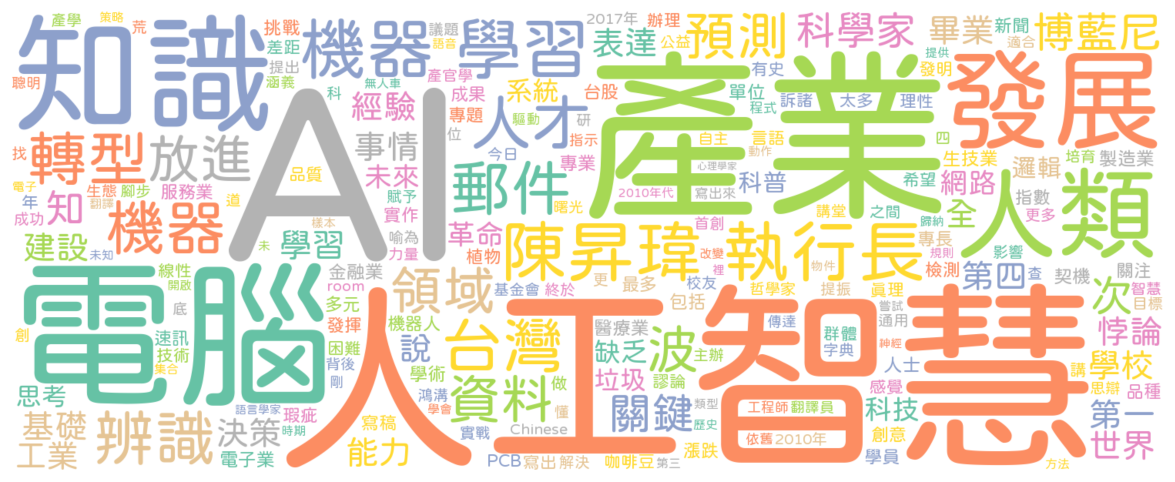 產學
策略
荒
挑戰
差距
提出
涵義
聰明
知識
機器
學習
議題
語音
2017年
辦理
表達
公益
預測
科學家
畢業
新聞
適合
博藍尼
提供
發明
無人車
產官學
成果
科
經驗
專題
系統
位
驅動
有史
台股
單位
程式
訴諸
太多
理性
AI
產業
發展
人才
研
指示
自主
言語
四
動作
今日
專業
心理學家
生技業
培育
製造業
邏輯
希望
網路
指數
更多
轉型
放進
找
事情
未來
郵件
科普
2010年代
寫出來
電子
翻譯
生態
腳步
服務業
品質
賦予
實作
曙光
年
知
道
機器
樣本
喻為
力量
革命
植物
首創
講堂
之間
歸納
全
專長
影響
人類
成功
建設
未知
未
學習
陳昇瑋
執行長
改變
裡
物件
規則
檢測
第四
查
契機
關注
智慧
目標
線性
開啟
金融業
room
領域
更
最多
哲學家
提振
真理
基金會
終於
校友
包括
次
電腦
底
多元
發揮
機器人
創
速訊
技術
集合
困難
背後
剛
說
學術
台灣
醫療業
缺乏
波
主辦
傳達
群體
字典
通用
嘗試
神經
悖論
人工智慧
思考
語言學家
時期
瑕疵
寫稿
鴻溝
學會
資料
做
懂
垃圾
謬論
類型
歷史
人士
感覺
講
學校
思辦
品種
基礎
工業
辨識
決策
電子業
能力
實戰
Chinese
關鍵
工程師
翻譯員
科技
創意
第一
世界
PCB
寫出
解決
咖啡豆
第三
漲跌
依舊
2010年
學員
方法